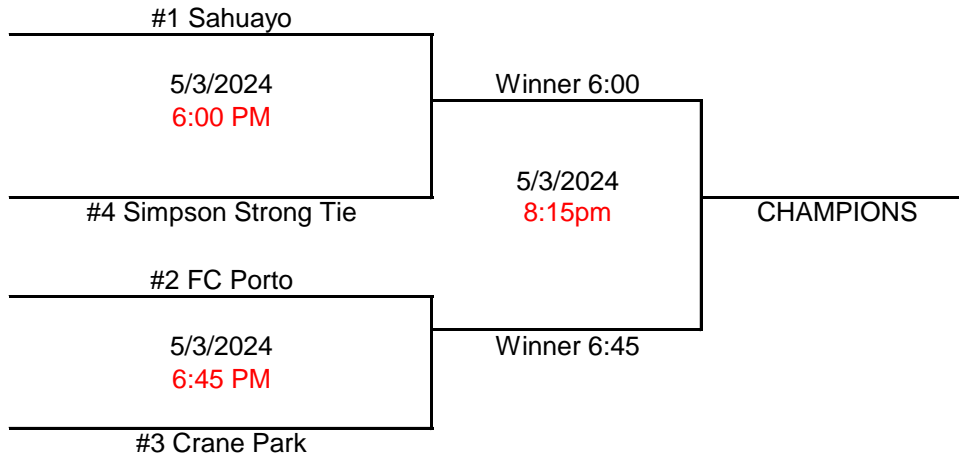 #1 Sahuayo
5/3/2024
6:00 PM
Winner 6:00
#4 Simpson Strong Tie
5/3/2024
8:15pm
CHAMPIONS
#2 FC Porto
5/3/2024
6:45 PM
Winner 6:45
#3 Crane Park